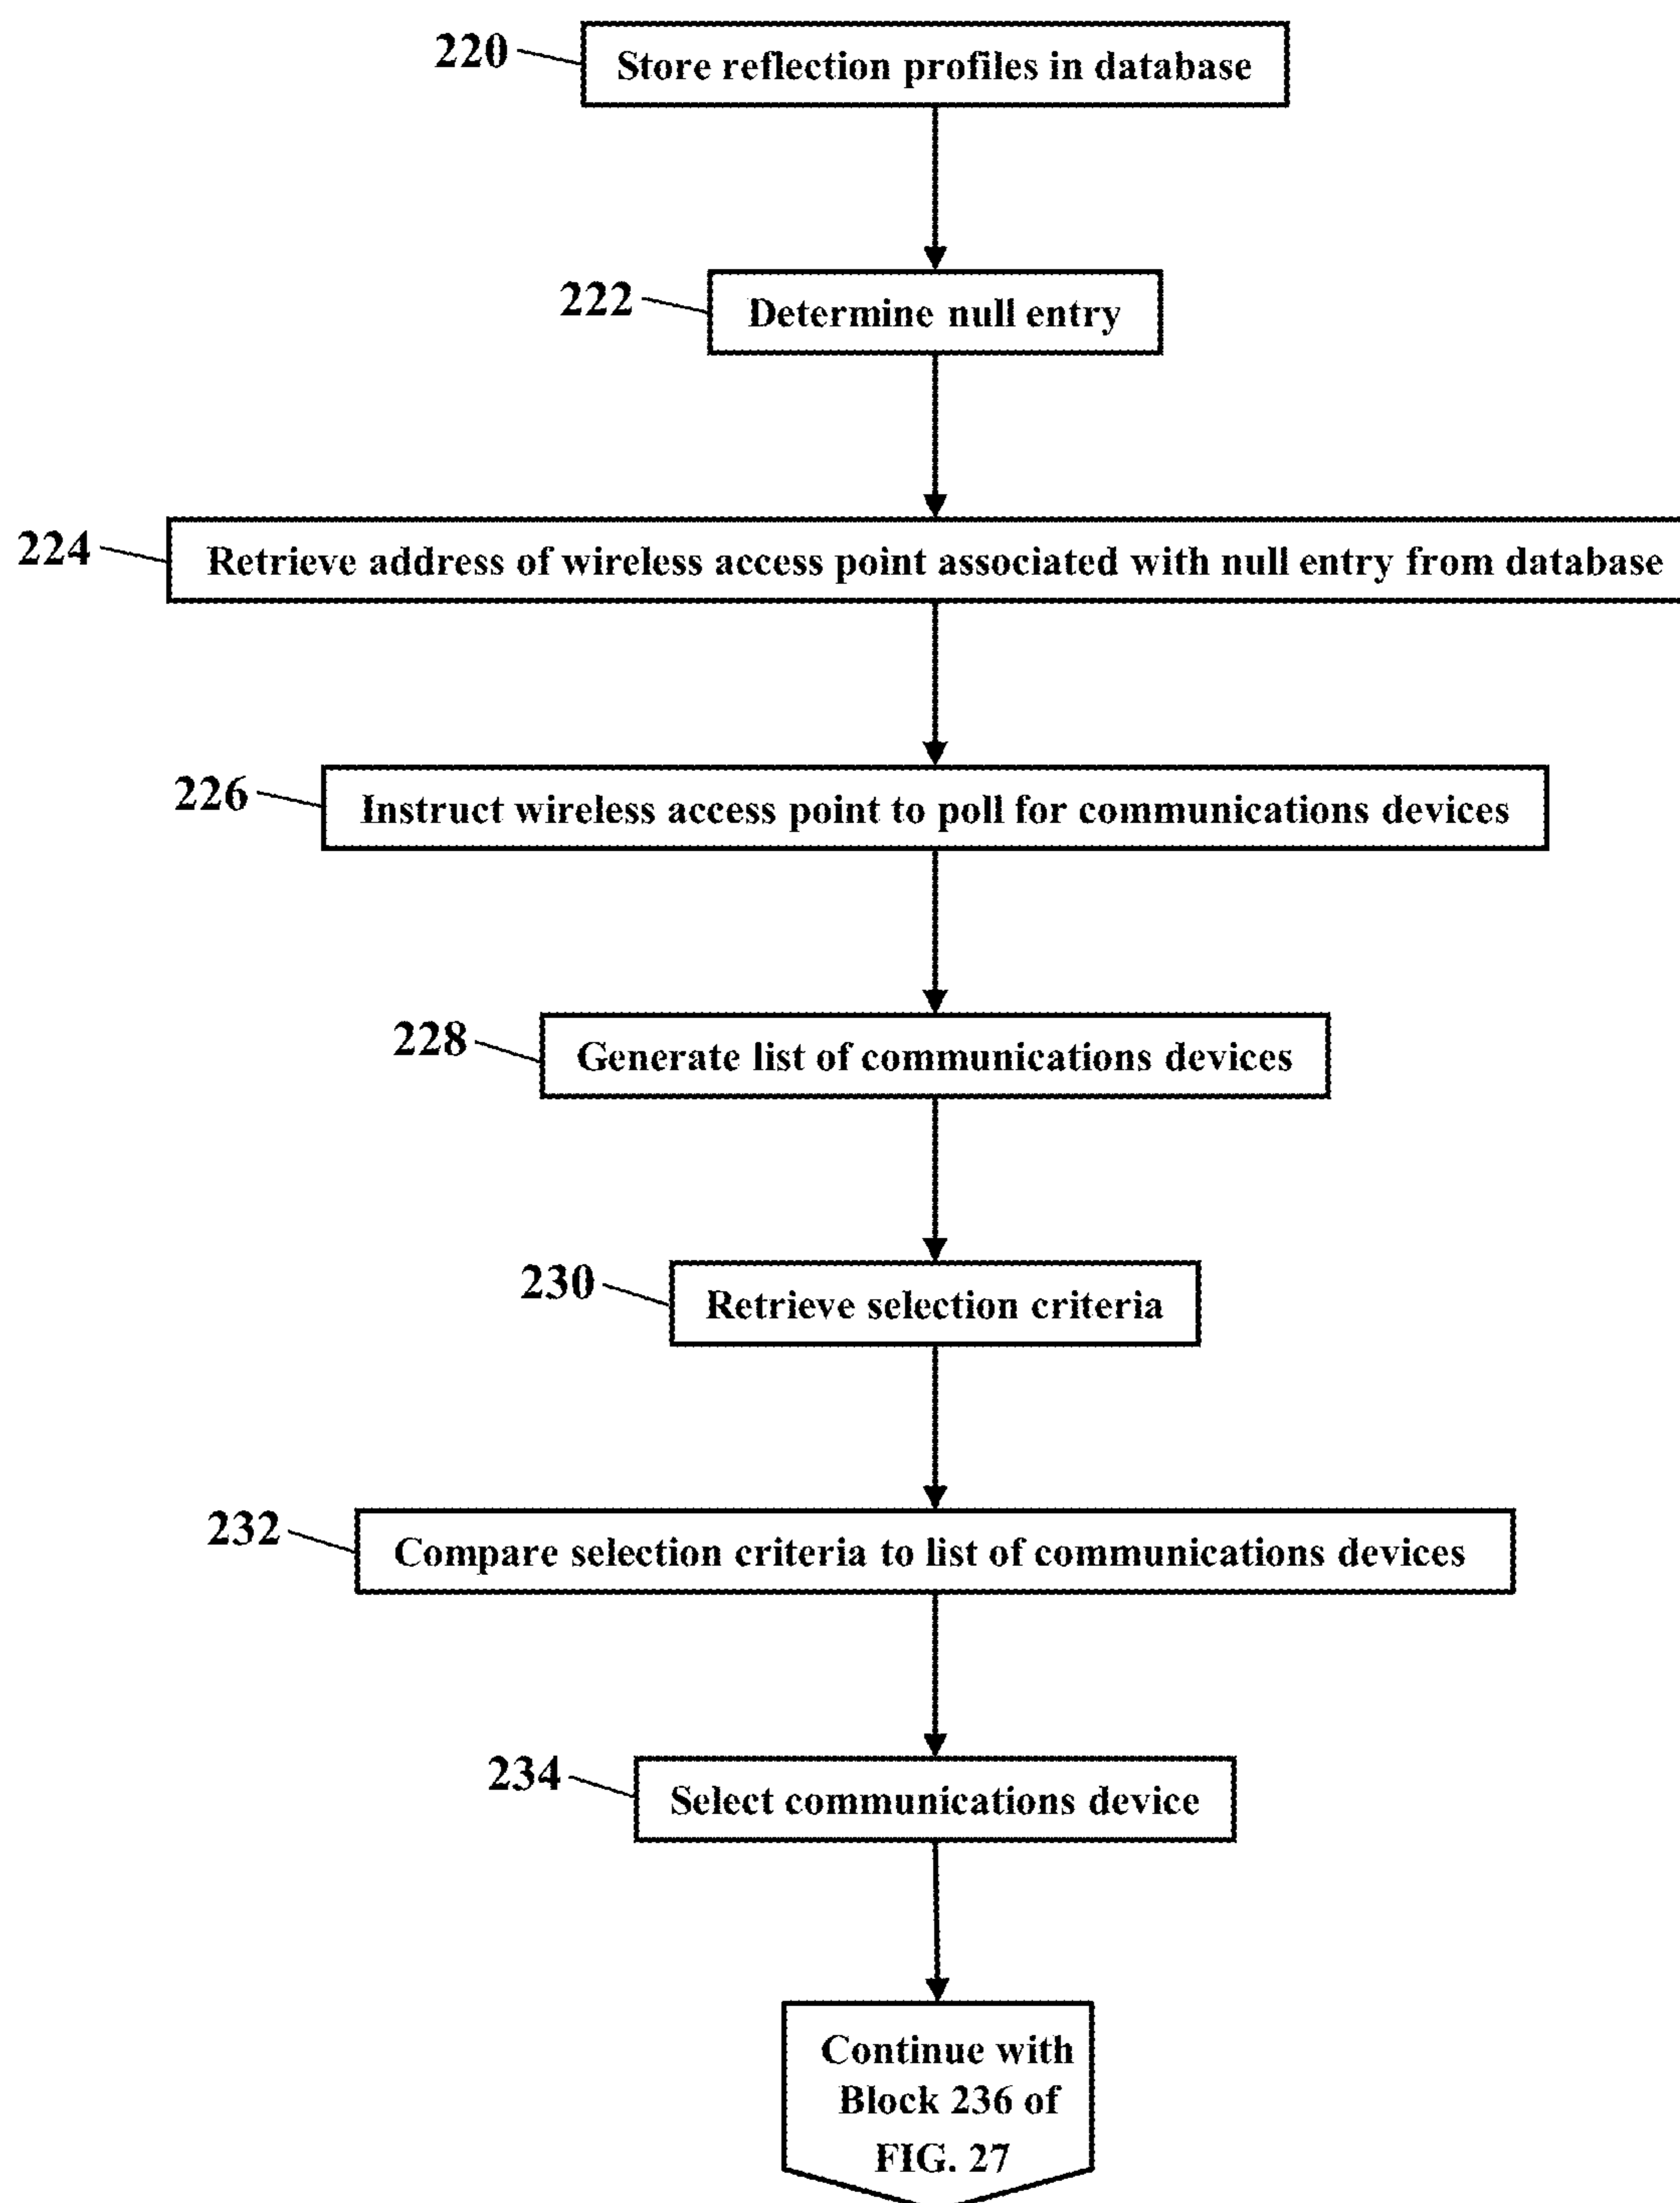 220 Store reflection profiles in database
222 Determine null entry
224 Retrieve address of wireless access point associated with null entry from database
226 Instruct wireless access point to poll for communications devices
228 Generate list of communications devices
230 Retrieve selection criteria
232 Compare selection criteria to list of communications devices
234 Select communications device
Continue with
Block 236 of
FIG. 27